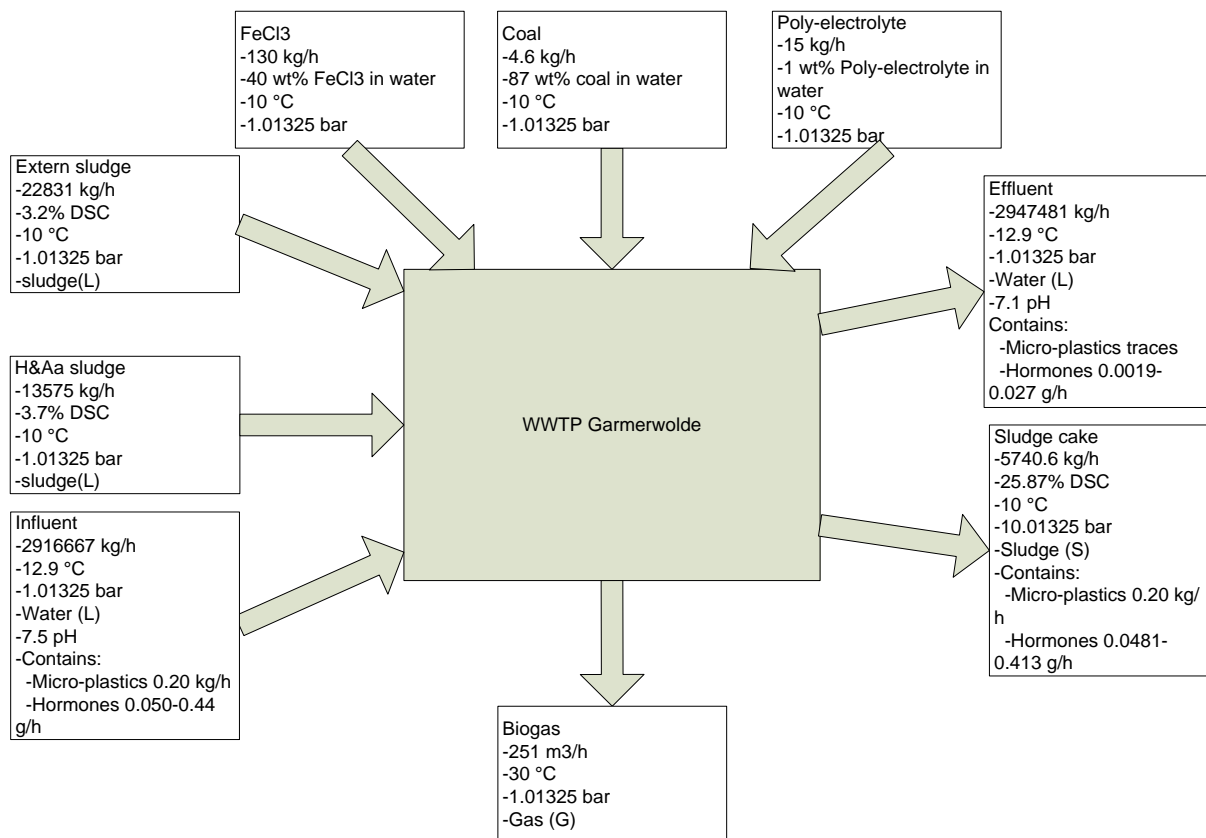 FeCl3
-130 kg/h
-40 wt% FeCl3 in water
-10 °C
-1.01325 bar
Coal
-4.6 kg/h
-87 wt% coal in water
-10 °C
-1.01325 bar
Poly-electrolyte
-15 kg/h
-1 wt% Poly-electrolyte in
water
-10 °C
-1.01325 bar
Extern sludge
-22831 kg/h
-3.2% DSC
-10 °C
-1.01325 bar
-sludge(L)
H&Aa sludge
-13575 kg/h
-3.7% DSC
-10 °C
-1.01325 bar
-sludge(L)
Influent
-2916667 kg/h
-12.9 °C
-1.01325 bar
-Water (L)
-7.5 pH
-Contains:
-Micro-plastics 0.20 kg/h
-Hormones 0.050-0.44
g/h
WWTP Garmerwolde
Effluent
-2947481 kg/h
-12.9 °C
-1.01325 bar
-Water (L)
-7.1 pH
Contains:
-Micro-plastics traces
-Hormones 0.0019-
0.027 g/h
Sludge cake
-5740.6 kg/h
-25.87% DSC
-10 °C
-10.01325 bar
-Sludge (S)
-Contains:
-Micro-plastics 0.20 kg/
h
-Hormones 0.0481-
0.413 g/h
Biogas
-251 m3/h
-30 °C
-1.01325 bar
-Gas (G)